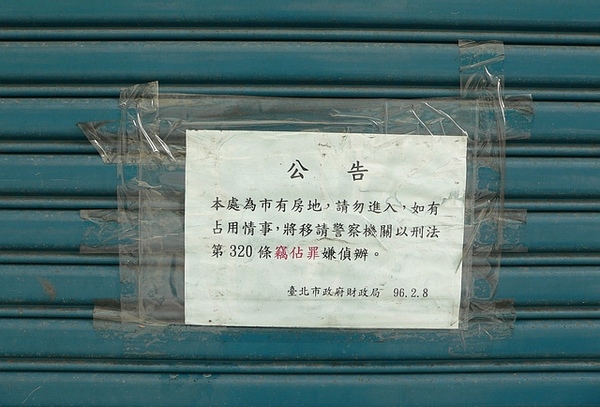 公 告
本處為市有房地，請勿進入，如有
占用情事，將移請警察機關以刑法
第 320 條竊佔罪嫌偵辦。
臺北市政府財政局 96.2.8